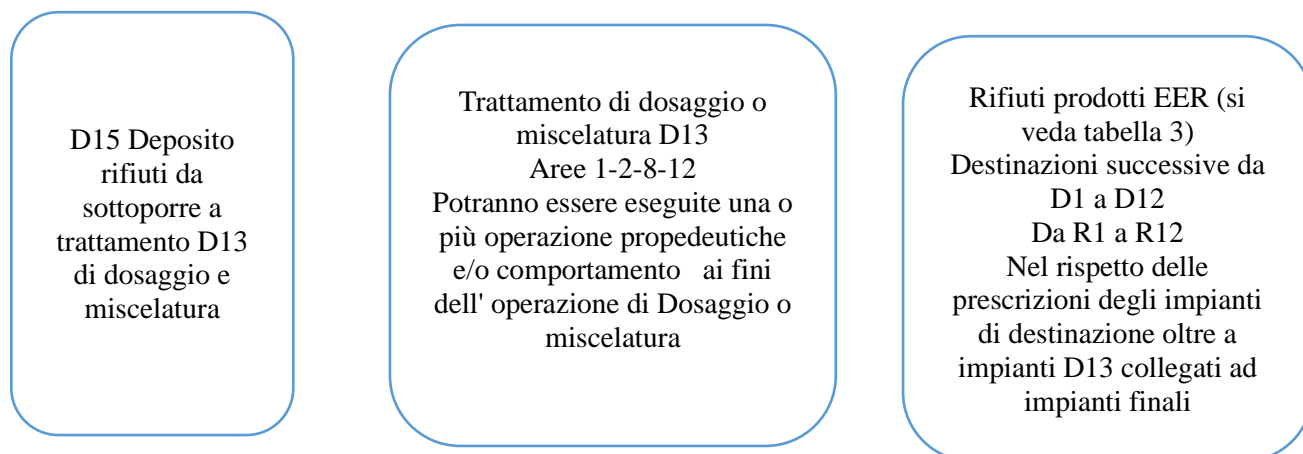 D15 Deposito
rifiuti da
sottoporre a
trattamento D13
di dosaggio e
miscelatura
Trattamento di dosaggio o
miscelatura D13
Aree 1-2-8-12
Potranno essere eseguite una o
più operazione propedeutiche
e/o comportamento ai fini
dell' operazione di Dosaggio o
miscelatura
Rifiuti prodotti EER (si
veda tabella 3)
Destinazioni successive da
D1 a D12
Da R1 a R12
Nel rispetto delle
prescrizioni degli impianti
di destinazione oltre a
impianti D13 collegati ad
impianti finali